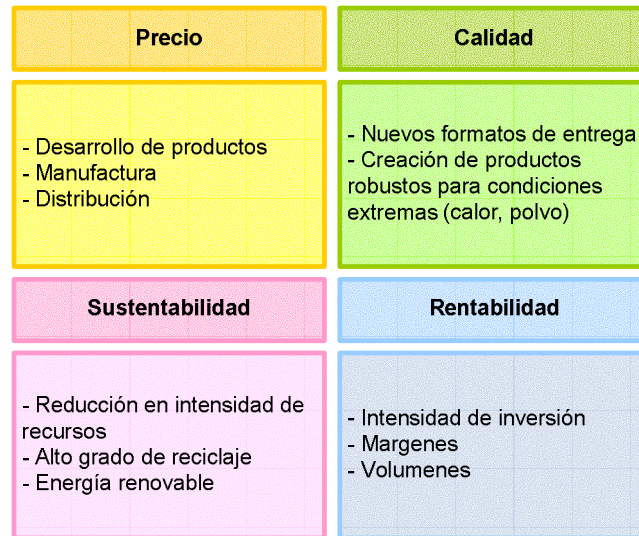 Precio
- Desarrollo de productos
- Manufactura
- Distribución
Calidad
- Nuevos formatos de entrega
- Creación de productos
robustos para condiciones
extremas (calor, polvo)
Sustentabilidad
- Reducción en intensidad de
recursos
- Alto grado de reciclaje
- Energía renovable
Rentabilidad
- Intensidad de inversión
- Margenes
- Volumenes